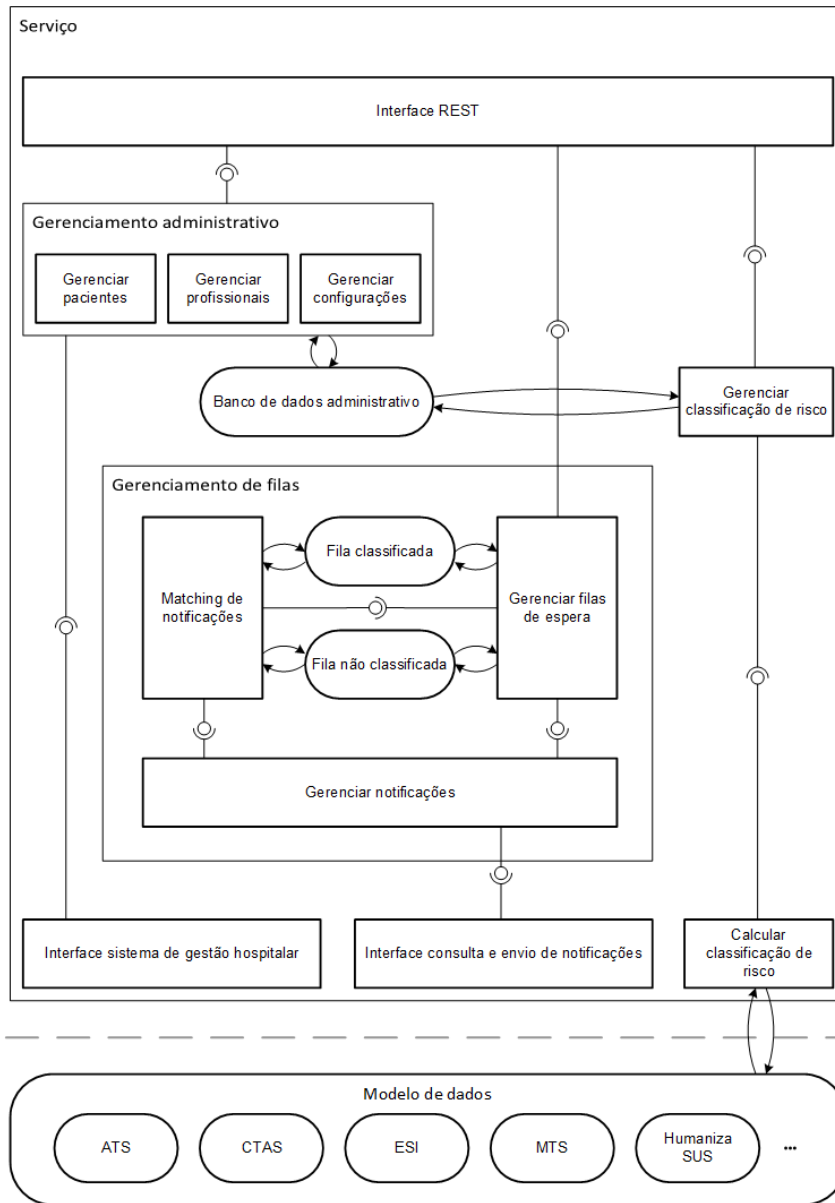 Serviço
Interface REST
Gerenciamento administrativo
Gerenciar
pacientes
Gerenciar
profissionais
Gerenciar
configurações
Banco de dados administrativo
Gerenciar
classificação de risco
Gerenciamento de filas
Matching de
notificações
Fila classificada
Gerenciar filas
de espera
Fila não classificada
Gerenciar notificações
Interface sistema de gestão hospitalar
Interface consulta e envio de notificações
Calcular
classificação de
risco
Modelo de dados
ATS
CTAS
ESI
MTS
Humaniza
SUS
...